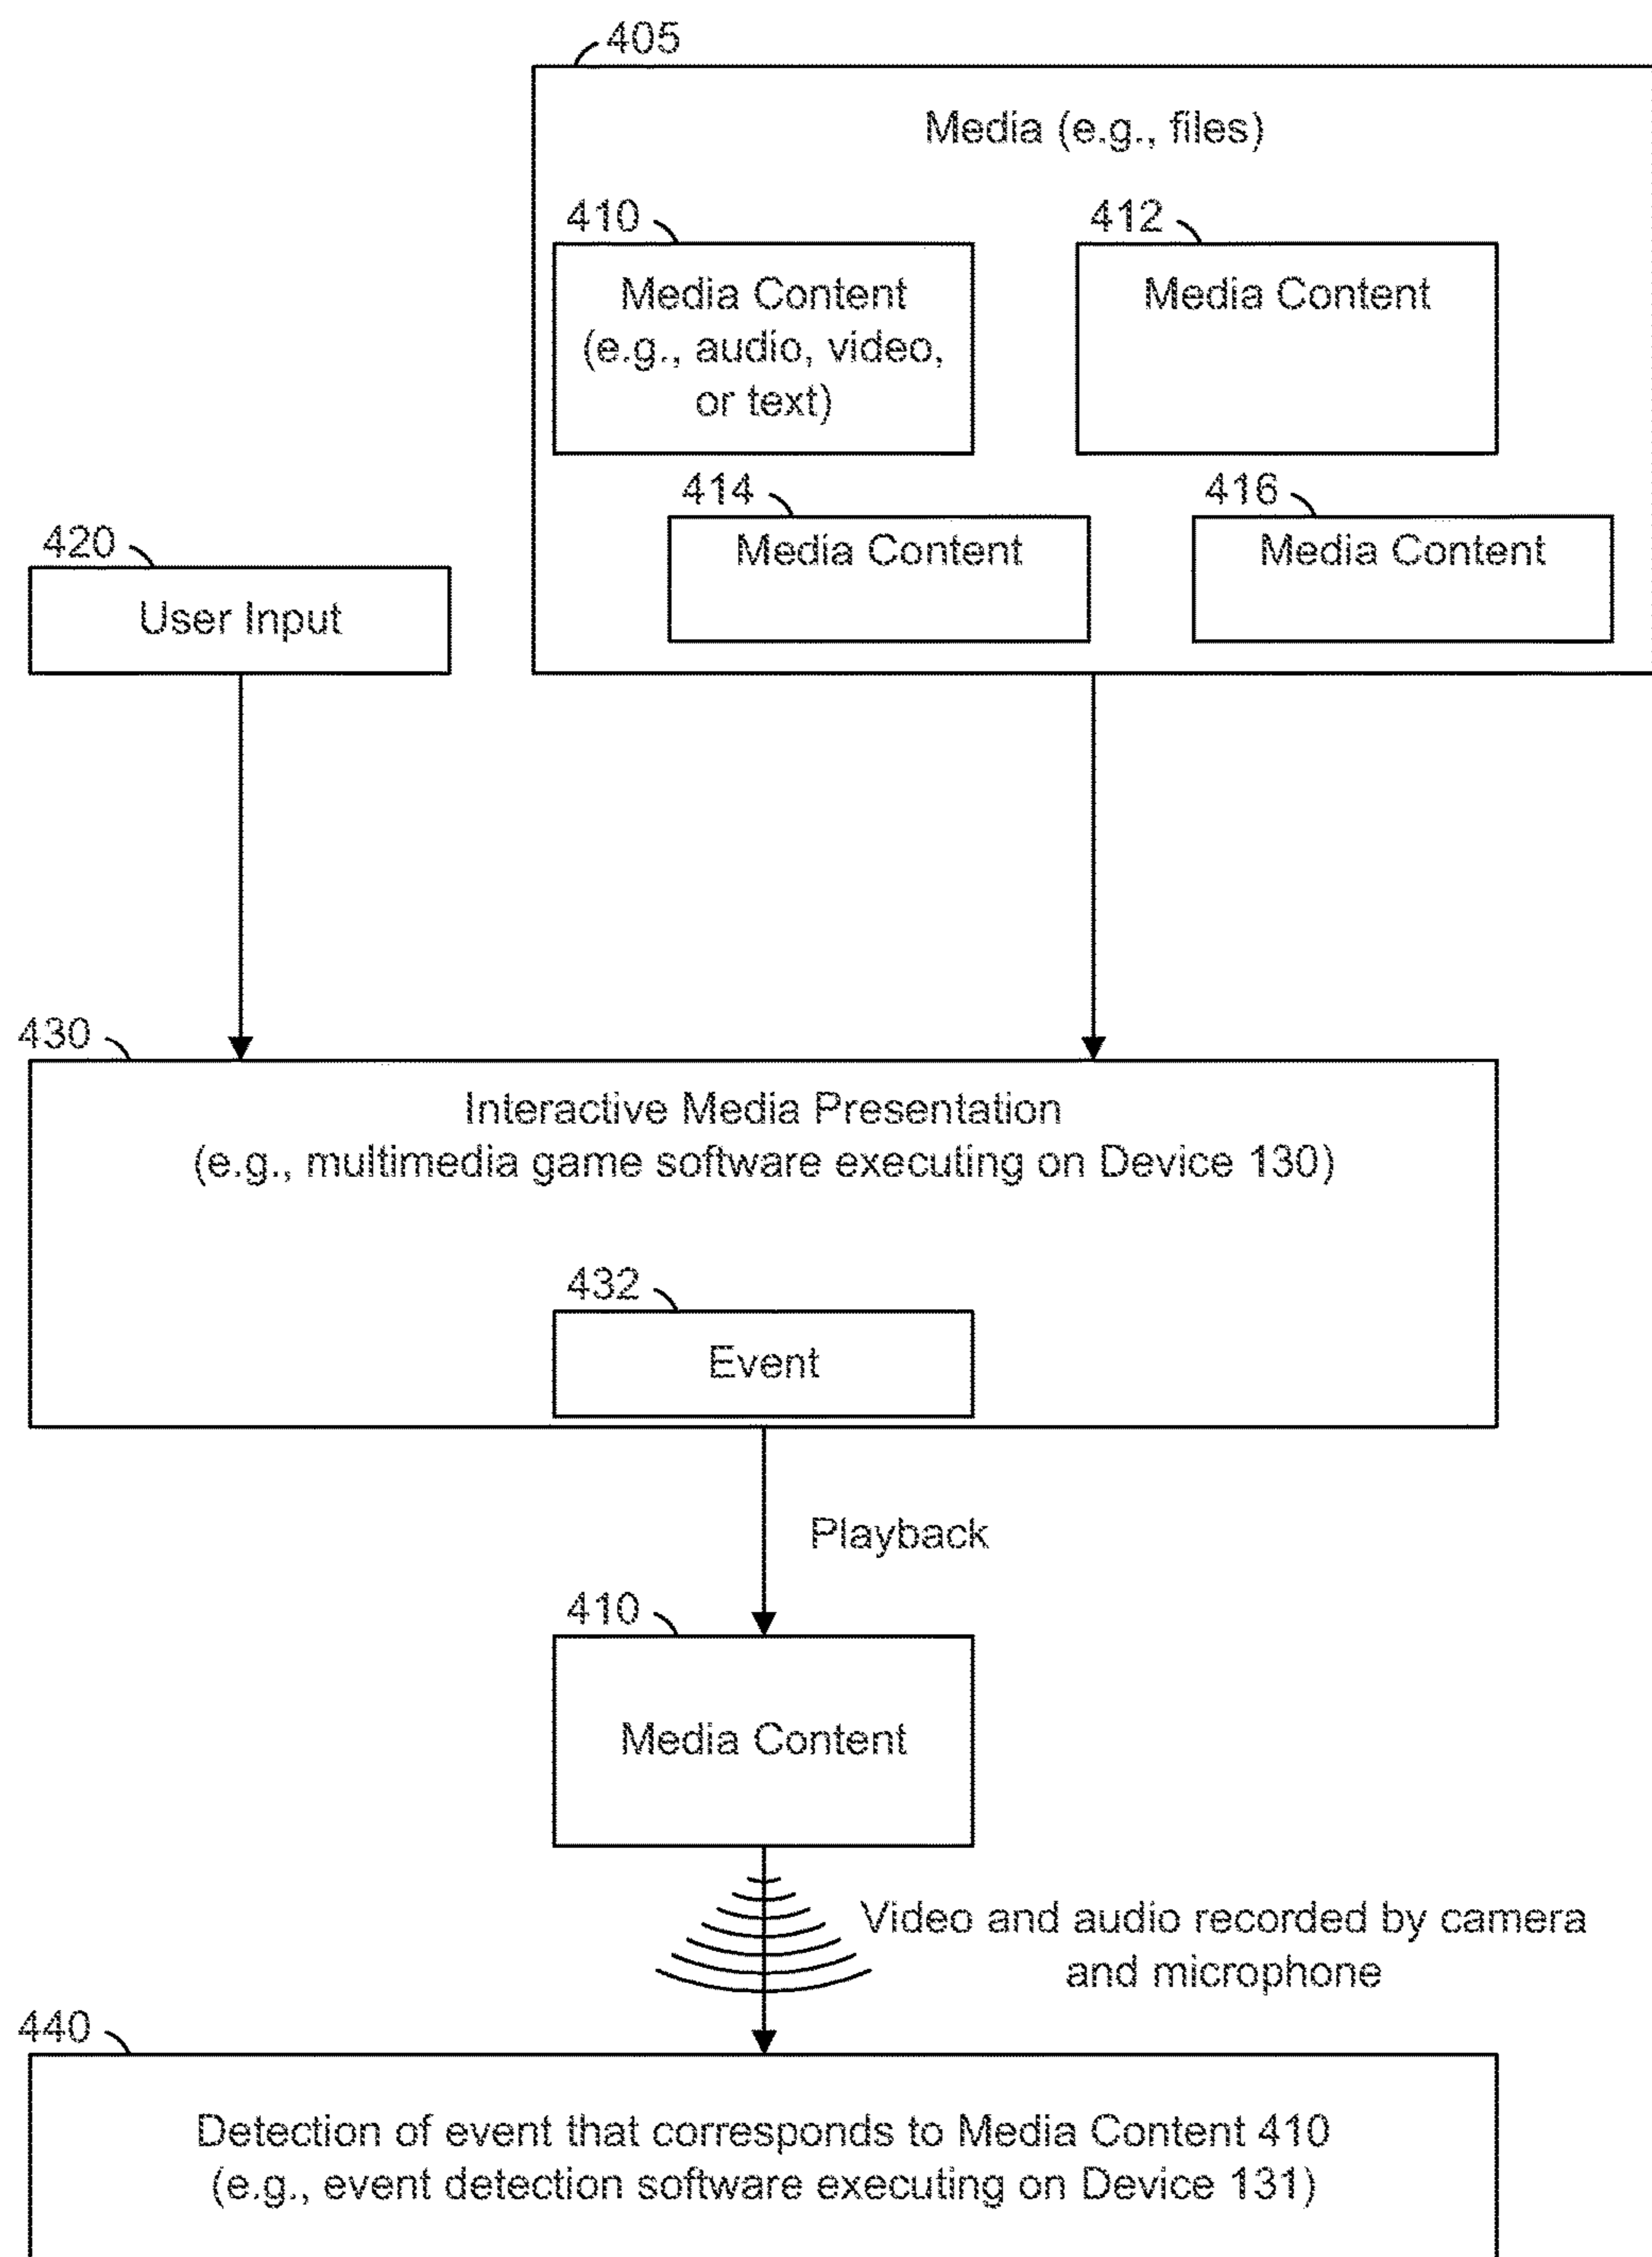 405
Media (e.g., files)
410
412
Media Content
(e.g., audio, video,
or text)
Media Content
414
416
Media Content
Media Content
420
User Input
430
Interactive Media Presentation
(e.g., multimedia game software executing on Device 130)
432
Event
Playback
410
Media Content
Video and audio recorded by camera
and microphone
440
Detection of event that corresponds to Media Content 410
(e.g., event detection software executing on Device 131)